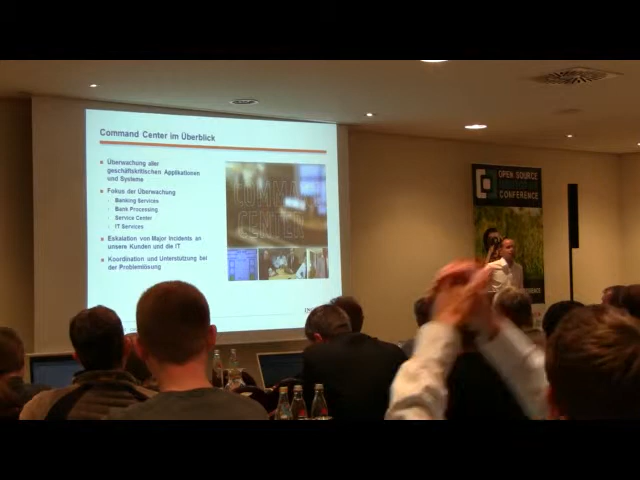 Command Center im Überblick
Überwachung aller
geschäftskritischen Applikationen
und Systeme
Fokus der Überwachung
Banking Services
Bank Processing
Service Center
IT Services
Eskalation von Major Incidents an
unsere Kunden und die IT
Koordination und Unterstützung bei
der Problemlösung
COMMAND
CENTER
OPEN SOURCE
CONFERENCE